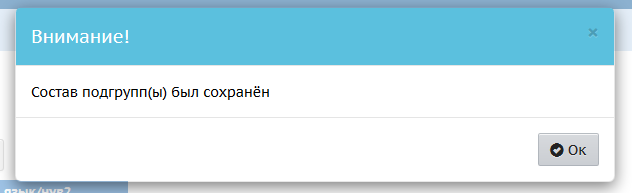 Внимание!
×
Состав подгрупп(ы) был сохранён
Ок